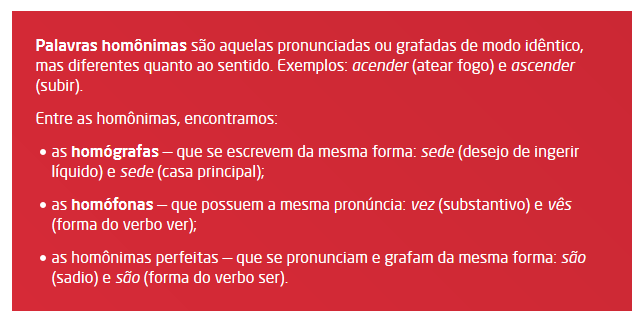 Palavras homônimas são aquelas pronunciadas ou grafadas de modo idêntico,
mas diferentes quanto ao sentido. Exemplos: acender (atear fogo) e ascender
(subir).
Entre as homônimas, encontramos:
• as homógrafas — que se escrevem da mesma forma: sede (desejo de ingerir
líquido) e sede (casa principal);
• as homófonas — que possuem a mesma pronúncia: vez (substantivo) e vês
(forma do verbo ver);
• as homônimas perfeitas — que se pronunciam e grafam da mesma forma: são
(sadio) e são (forma do verbo ser).